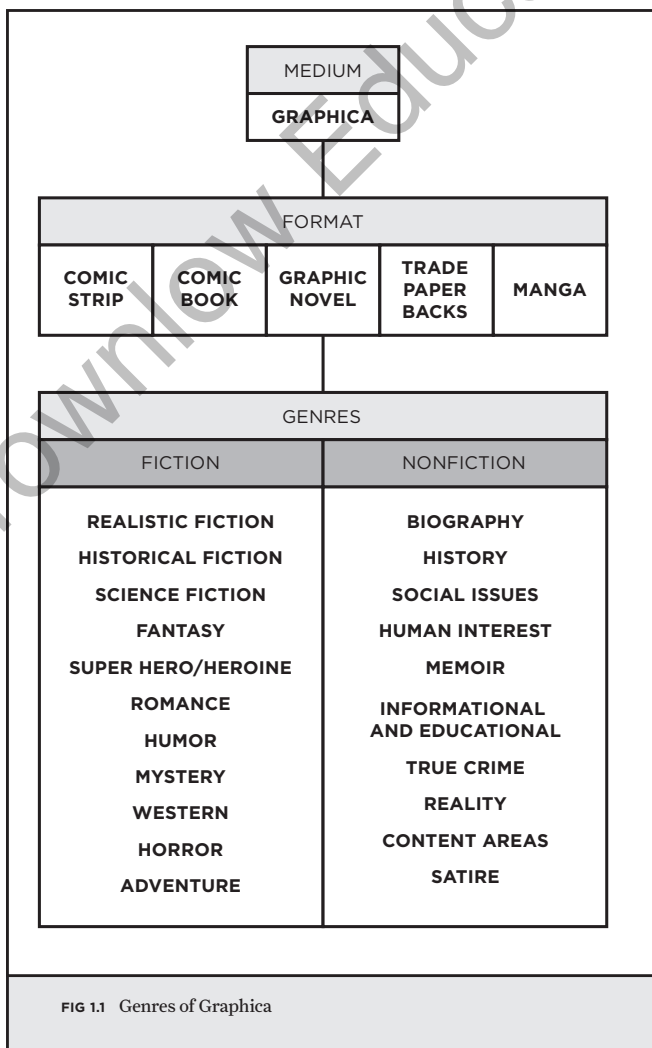 MEDIUM
GRAPHICA
FORMAT
COMIC
STRIP
COMIC
BOOK
GRAPHIC
NOVEL
TRADE
PAPER
BACKS
MANGA
GENRES
FICTION
REALISTIC FICTION
HISTORICAL FICTION
SCIENCE FICTION
FANTASY
SUPER HERO/HEROINE
ROMANCE
HUMOR
MYSTERY
WESTERN
HORROR
ADVENTURE
NONFICTION
BIOGRAPHY
HISTORY
SOCIAL ISSUES
HUMAN INTEREST
MEMOIR
INFORMATIONAL
AND EDUCATIONAL
TRUE CRIME
REALITY
CONTENT AREAS
SATIRE
FIG 1.1 Genres of Graphica